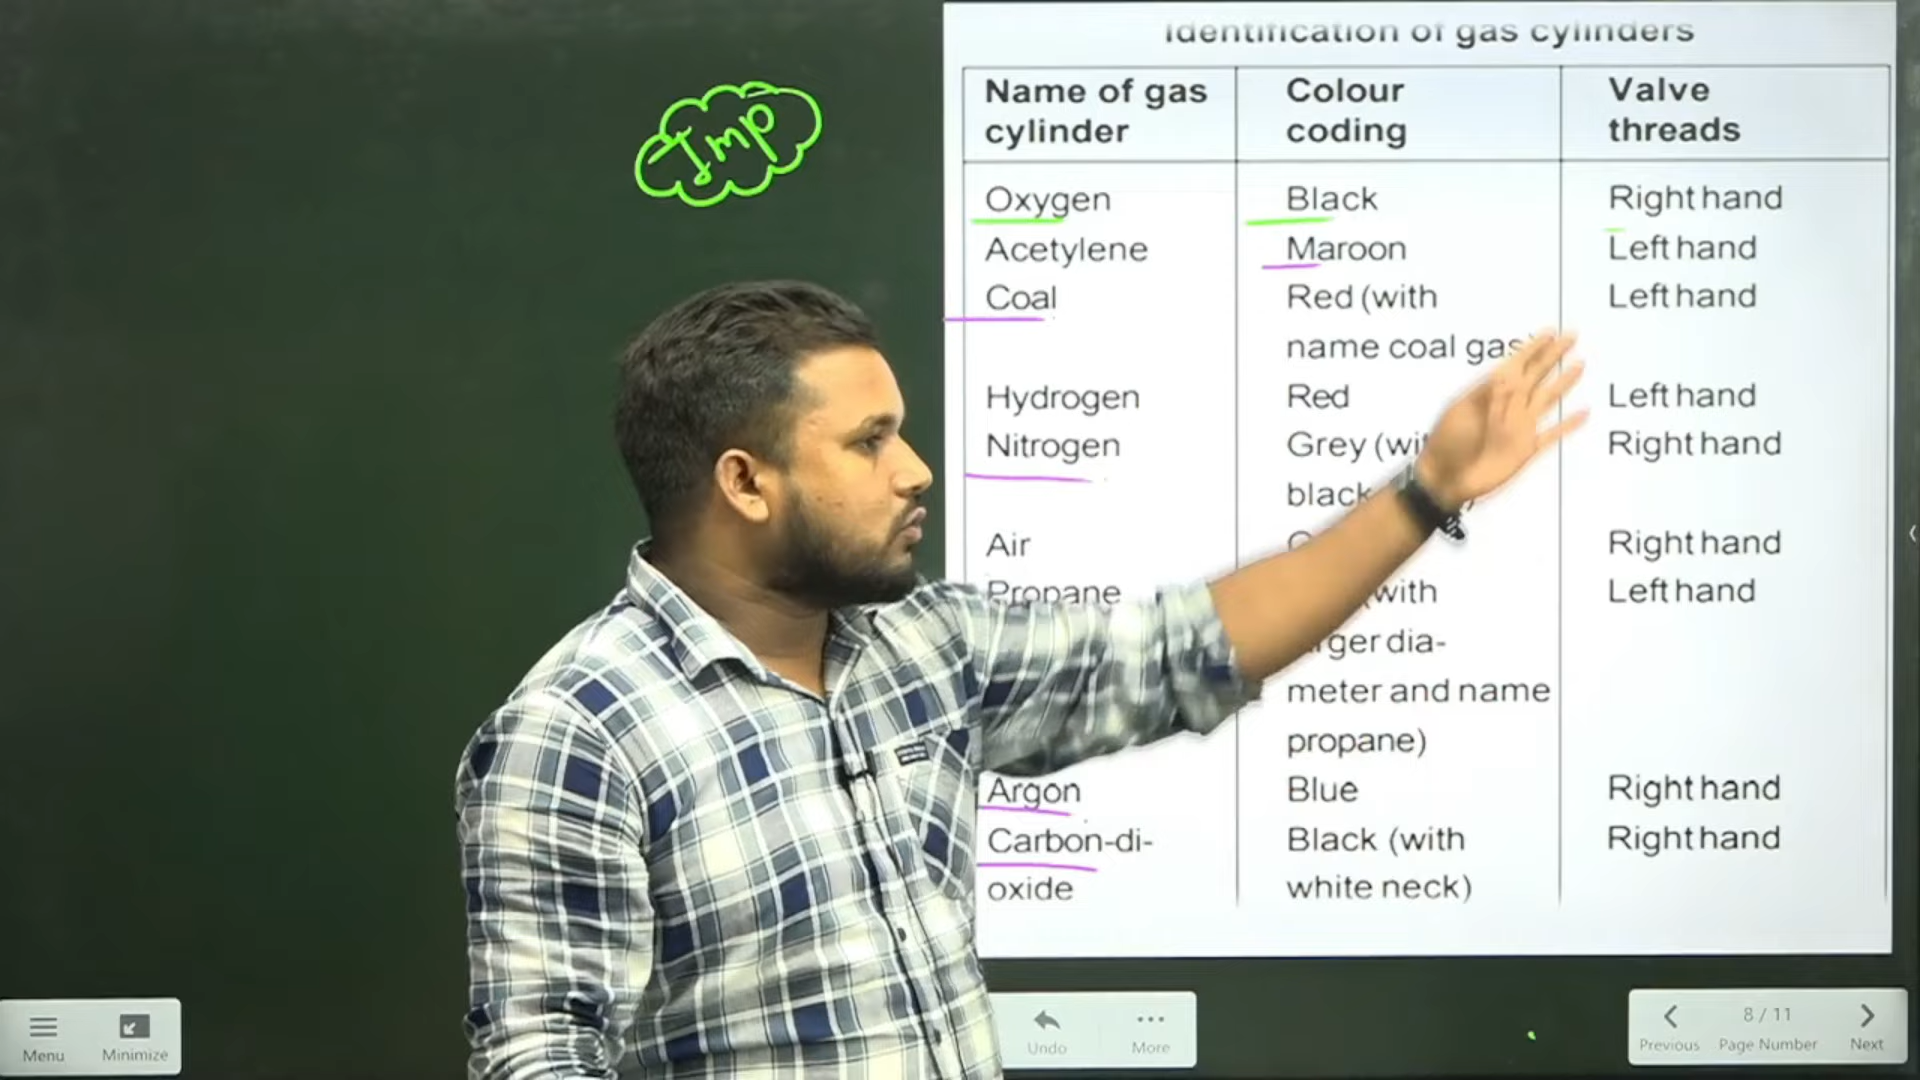 Identification of gas cylinders
Imp
Name of gas cylinder Colour coding Valve threads
Oxygen Black Right hand
Acetylene Maroon Left hand
Coal Red (with Left hand
name coal gas)
Hydrogen Red Left hand
Nitrogen Grey Right hand
black
Air Right hand
Propane with Left hand
dia-
meter and name
propane)
Argon Blue Right hand
Carbon-di- Black (with Right hand
oxide white neck)
Menu Minimize Undo More Previous 8 / 11 Page Number Next